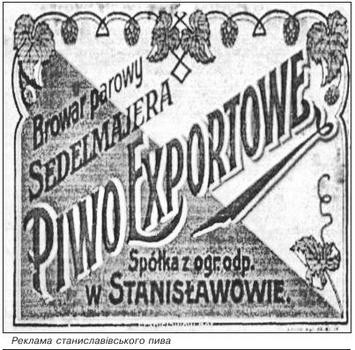 Browar parowy
SEDELMAJERA
PIWO EXPORTOWE
Spółka z ogr. odp.
w STANISŁAWOWIE.
Реклама станиславівського пива